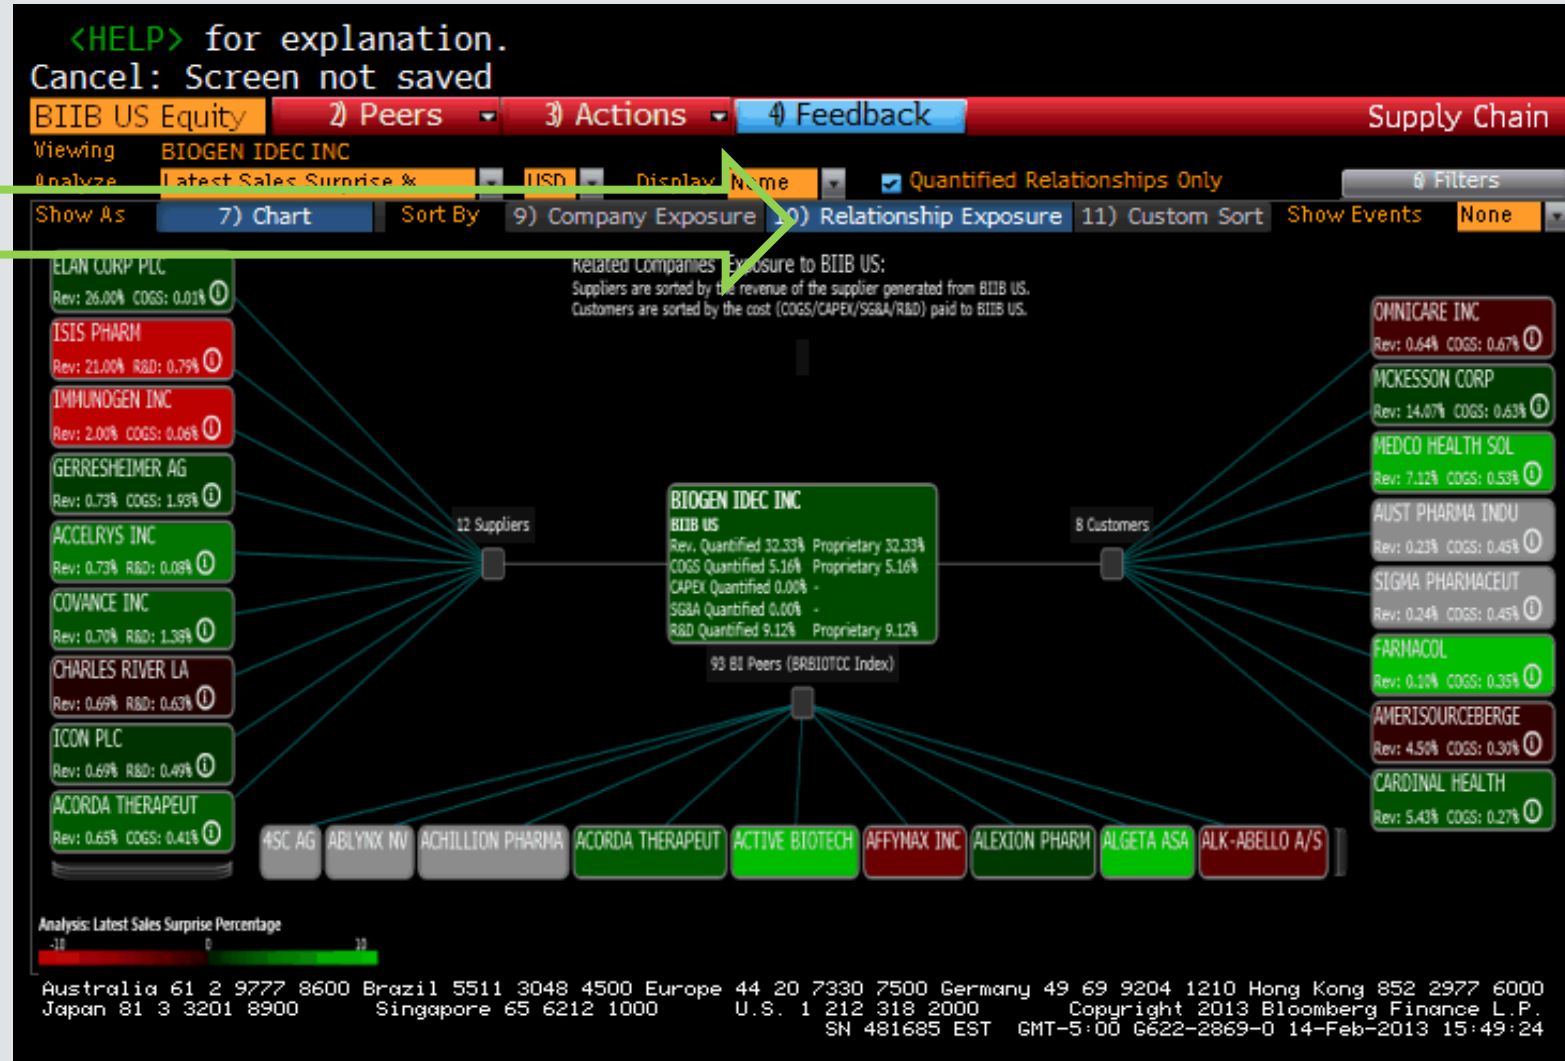 <HELP> for explanation.
Cancel: Screen not saved
BIIB US Equity 2) Peers 3) Actions 4) Feedback Supply Chain
Viewing BIOGEN IDEC INC
Analyze Latest Sales Surprise % USD Display Name Quantified Relationships Only 6) Filters
Show As 7) Chart Sort By 9) Company Exposure 10) Relationship Exposure 11) Custom Sort Show Events None
Related Companies' Exposure to BIIB US:
Suppliers are sorted by the revenue of the supplier generated from BIIB US.
Customers are sorted by the cost (COGS/CAPEX/SG&A/R&D) paid to BIIB US.
ELAN CORP PLC
Rev: 26.00% COGS: 0.01%
ISIS PHARM
Rev: 21.00% R&D: 0.79%
IMMUNOGEN INC
Rev: 2.00% COGS: 0.06%
GERRESHEIMER AG
Rev: 0.73% COGS: 1.93%
ACCELRYS INC
Rev: 0.73% R&D: 0.08%
COVANCE INC
Rev: 0.70% R&D: 1.38%
CHARLES RIVER LA
Rev: 0.69% R&D: 0.63%
ICON PLC
Rev: 0.69% R&D: 0.49%
ACORDA THERAPEUT
Rev: 0.65% COGS: 0.41%
12 Suppliers
BIOGEN IDEC INC
BIIB US
Rev. Quantified 32.33% Proprietary 32.33%
COGS Quantified 5.16% Proprietary 5.16%
CAPEX Quantified 0.00% -
SG&A Quantified 0.00% -
R&D Quantified 9.12% Proprietary 9.12%
8 Customers
93 BI Peers (BRBIOTCC Index)
OMNICARE INC
Rev: 0.64% COGS: 0.67%
MCKESSON CORP
Rev: 14.07% COGS: 0.63%
MEDCO HEALTH SOL
Rev: 7.12% COGS: 0.53%
AUST PHARMA INDU
Rev: 0.23% COGS: 0.45%
SIGMA PHARMACEUT
Rev: 0.24% COGS: 0.45%
FARMACOL
Rev: 0.10% COGS: 0.35%
AMERISOURCEBERGE
Rev: 4.50% COGS: 0.30%
CARDINAL HEALTH
Rev: 5.43% COGS: 0.27%
4SC AG ABLYNX NV ACHILLION PHARMA ACORDA THERAPEUT ACTIVE BIOTECH AFFYMAX INC ALEXION PHARM ALGETA ASA ALK-ABELLO A/S
Analysis: Latest Sales Surprise Percentage
-10 0 10
Australia 61 2 9777 8600 Brazil 5511 3048 4500 Europe 44 20 7330 7500 Germany 49 69 9204 1210 Hong Kong 852 2977 6000
Japan 81 3 3201 8900 Singapore 65 6212 1000 U.S. 1 212 318 2000 Copyright 2013 Bloomberg Finance L.P.
SN 481685 EST GMT-5:00 G622-2869-0 14-Feb-2013 15:49:24